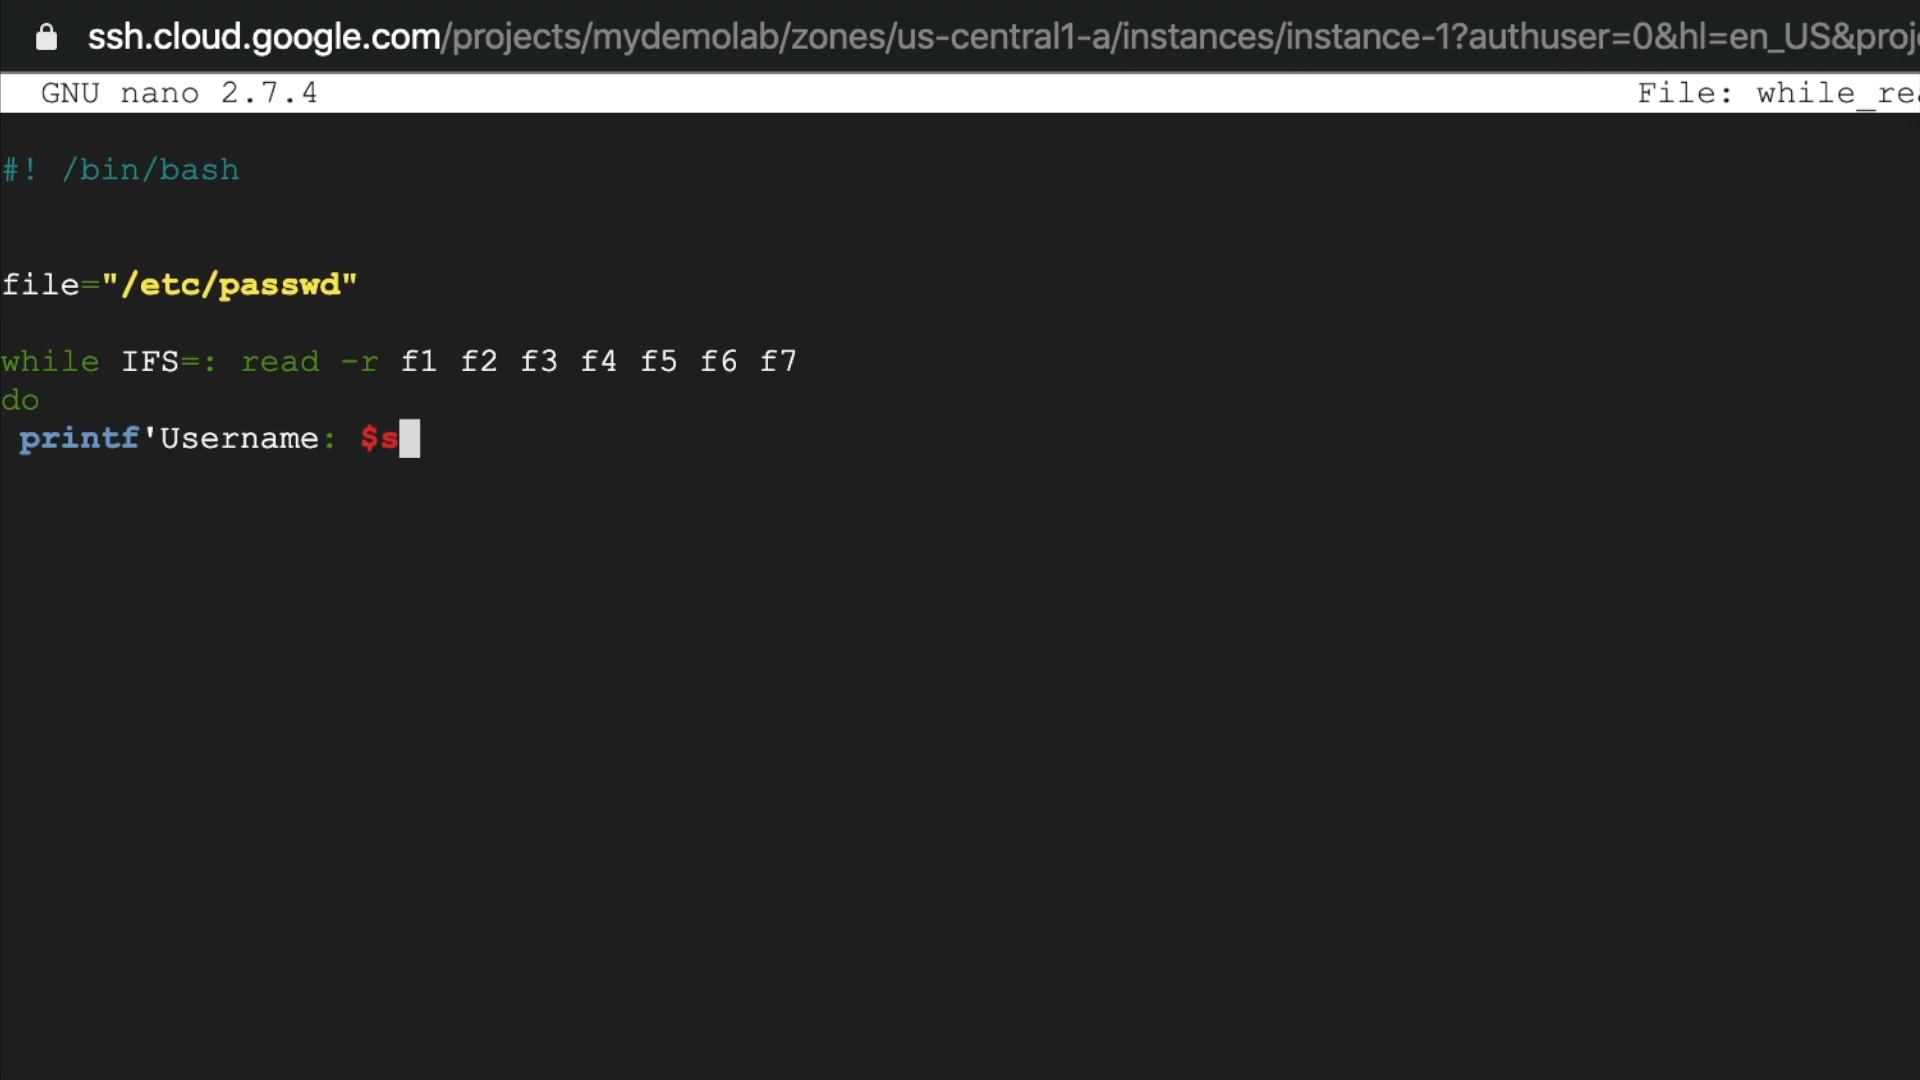 ssh.cloud.google.com/projects/mydemolab/zones/us-central1-a/instances/instance-1?authuser=0&hl=en_US&proj
GNU nano 2.7.4 File: while_rea
#! /bin/bash
file="/etc/passwd"
while IFS=: read -r f1 f2 f3 f4 f5 f6 f7
do
printf'Username: $s